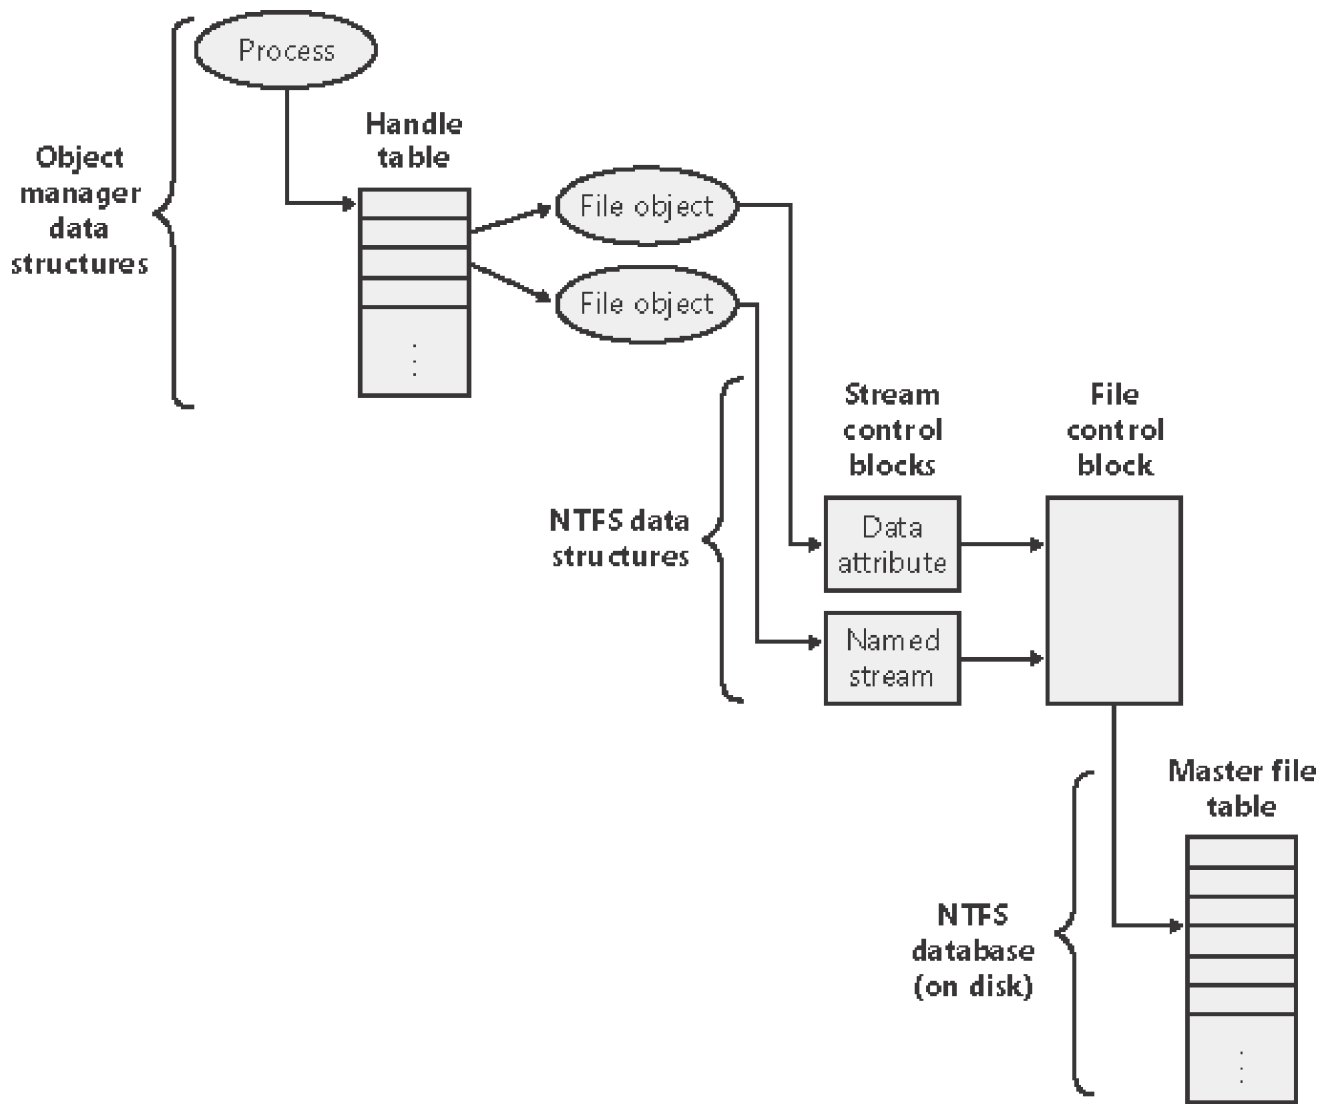 Process
Handle
table
Object
manager
data
structures
File object
File object
⋮
Stream
control
blocks
File
control
block
NTFS data
structures
Data
attribute
Named
stream
Master file
table
NTFS
database
(on disk)
⋮